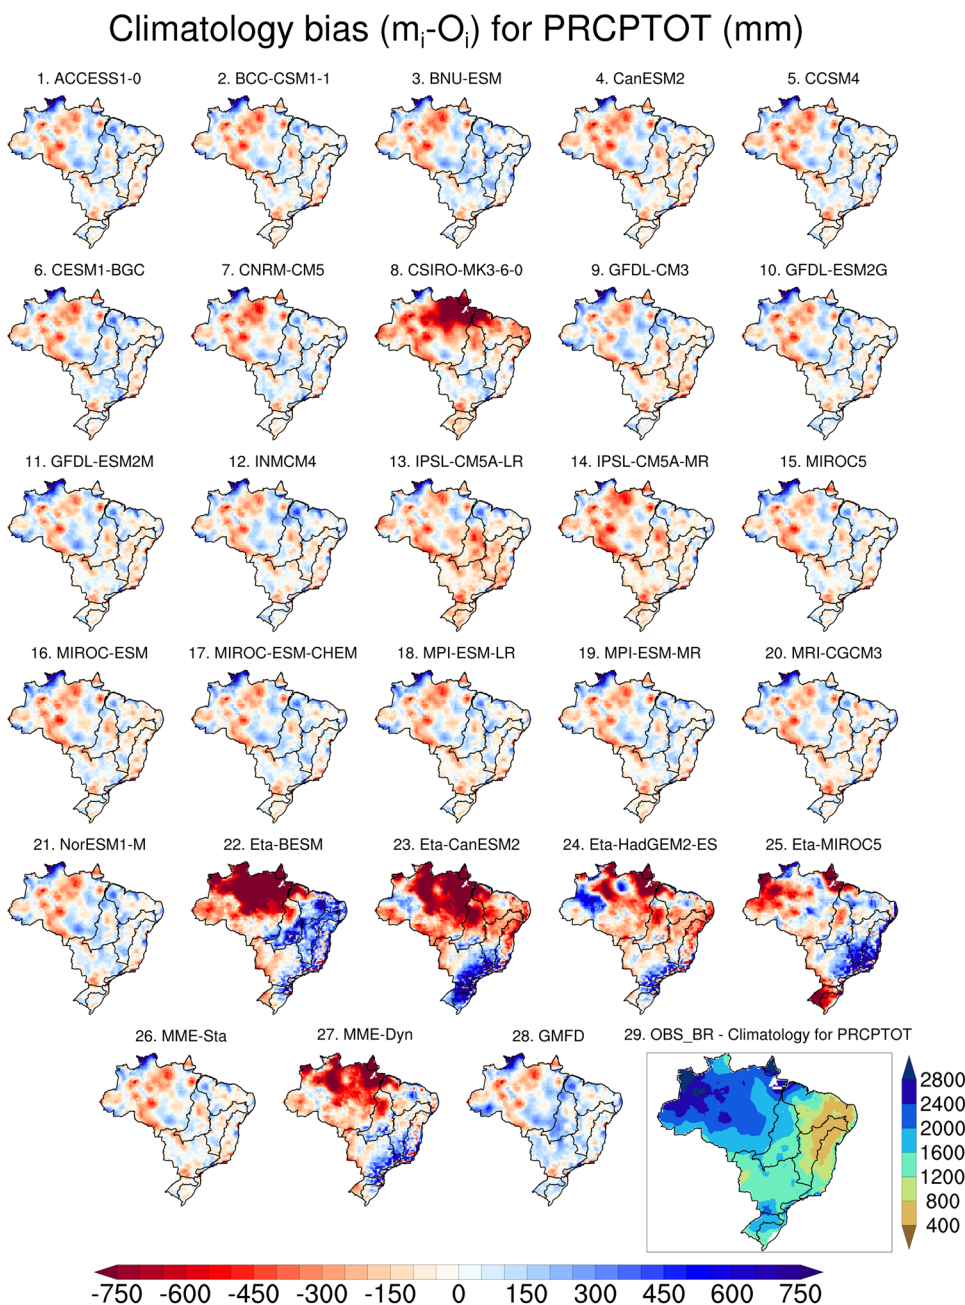 Climatology bias (mi-Oi) for PRCPTOT (mm)
1. ACCESS1-0
2. BCC-CSM1-1
3. BNU-ESM
4. CanESM2
5. CCSM4
6. CESM1-BGC
7. CNRM-CM5
8. CSIRO-MK3-6-0
9. GFDL-CM3
10. GFDL-ESM2G
11. GFDL-ESM2M
12. INMCM4
13. IPSL-CM5A-LR
14. IPSL-CM5A-MR
15. MIROC5
16. MIROC-ESM
17. MIROC-ESM-CHEM
18. MPI-ESM-LR
19. MPI-ESM-MR
20. MRI-CGCM3
21. NorESM1-M
22. Eta-BESM
23. Eta-CanESM2
24. Eta-HadGEM2-ES
25. Eta-MIROC5
26. MME-Sta
27. MME-Dyn
28. GMFD
29. OBS_BR - Climatology for PRCPTOT
2800
2400
2000
1600
1200
800
400
-750 -600 -450 -300 -150 0 150 300 450 600 750